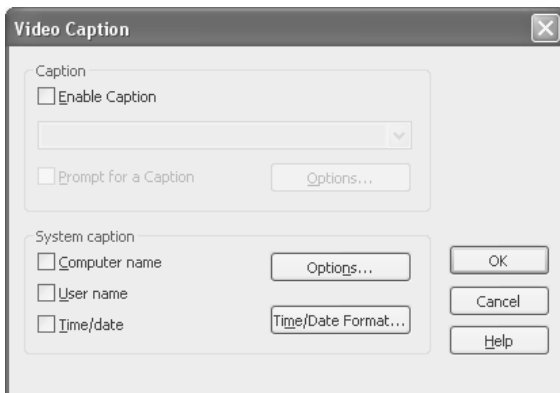 Video Caption
Caption
Enable Caption
Prompt for a Caption
Options...
System caption
Computer name
Options...
User name
Time/date
Time/Date Format...
OK
Cancel
Help